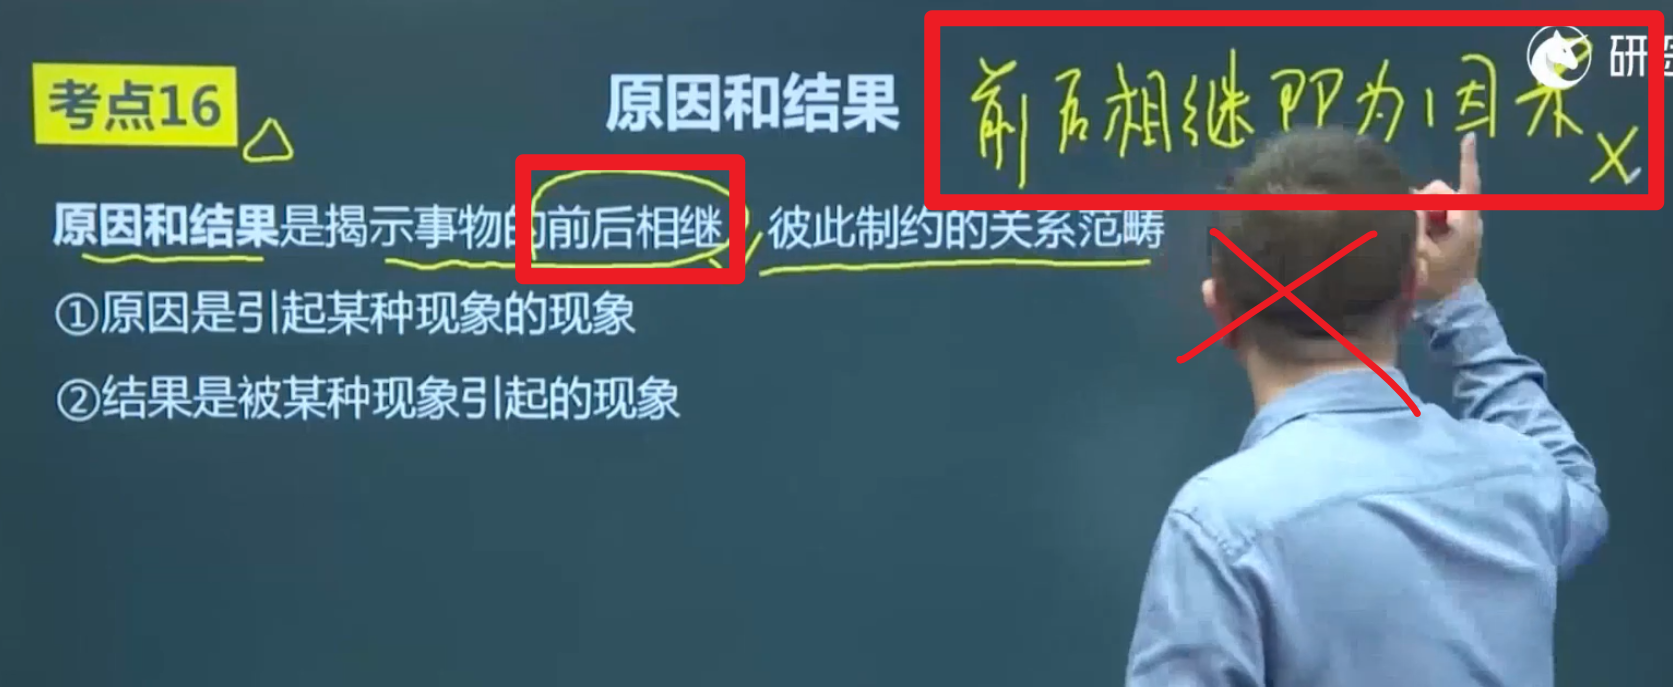 考点16
原因和结果
前后相继即为因果 X
研
原因和结果是揭示事物的前后相继，彼此制约的关系范畴
①原因是引起某种现象的现象
②结果是被某种现象引起的现象